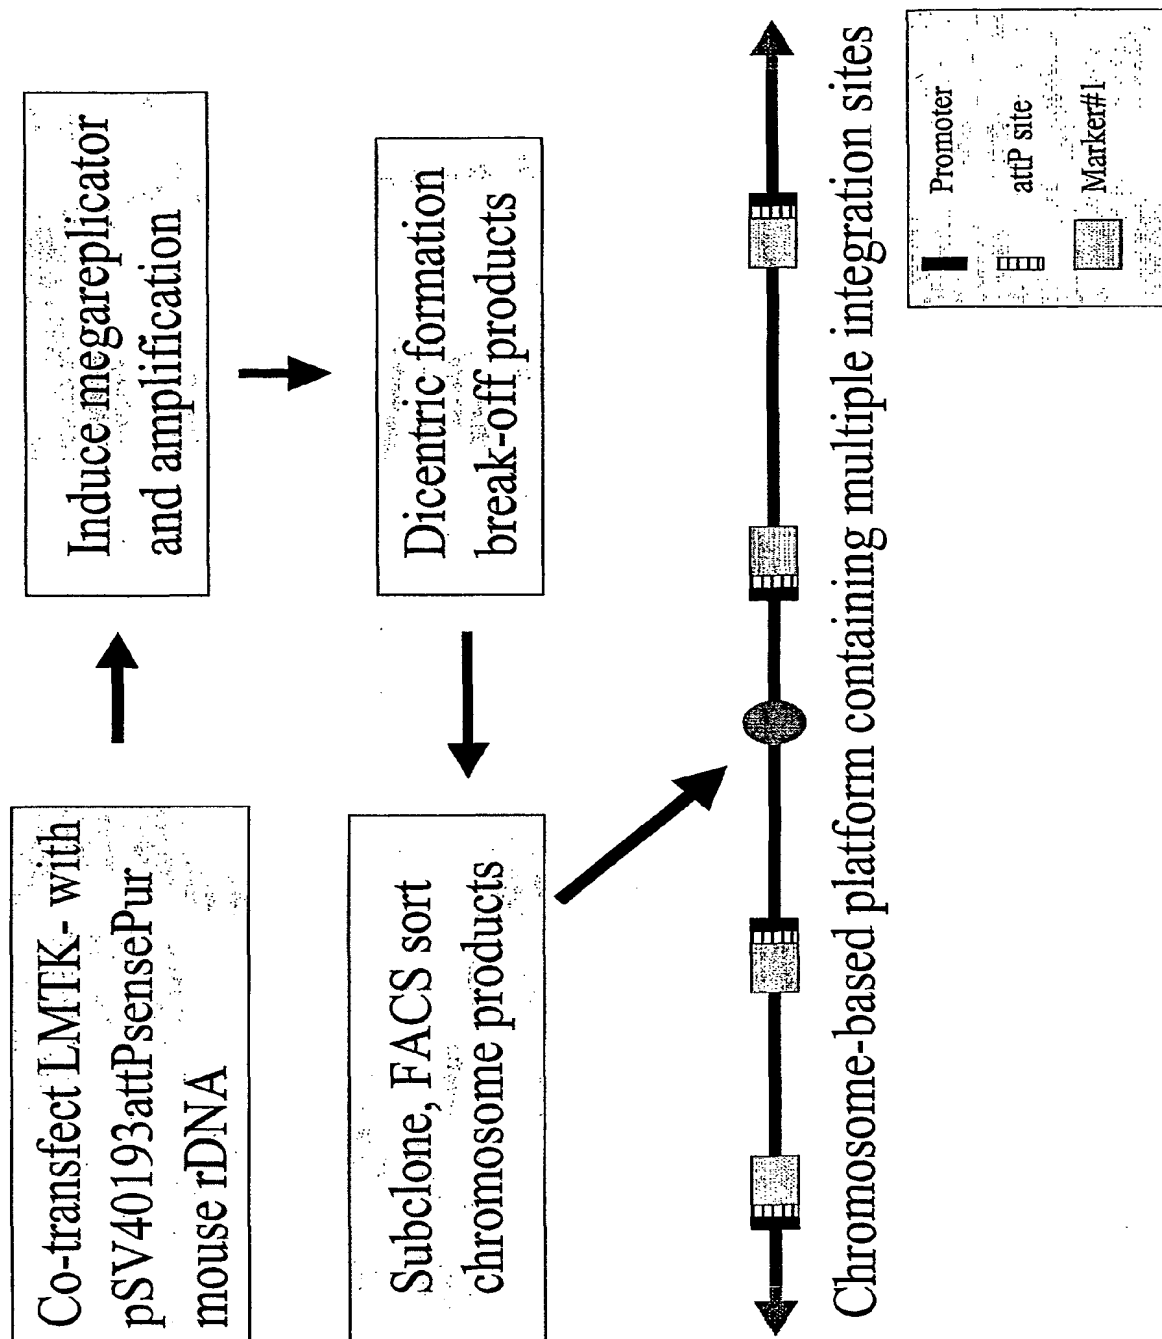 Co-transfect LMTK- with
pSV40193attPsensePur
mouse rDNA
Induce megareplicator
and amplification
Dicentric formation
break-off products
Subclone, FACS sort
chromosome products
Chromosome-based platform containing multiple integration sites
Promoter
attP site
Marker#1